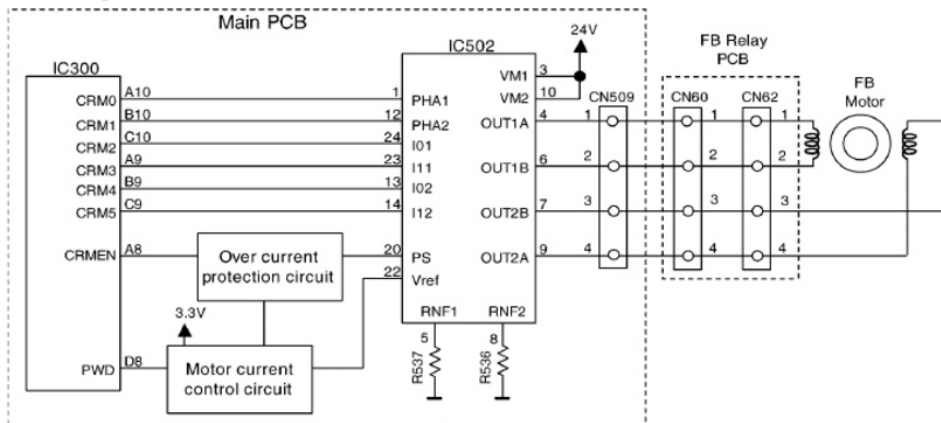 Main PCB
24V
FB Relay
PCB
IC300
IC502
FB
Motor
VM1 3
VM2 10
CN509 CN60 CN62
CRM0 A10 1 PHA1 OUT1A 4 1 1 1
CRM1 B10 12 PHA2
CRM2 C10 24 I01 OUT1B 6 2 2 2
CRM3 A9 23 I11
CRM4 B9 13 I02
CRM5 C9 14 I12 OUT2B 7 3 3 3
CRMEN A8 20 PS OUT2A 9 4 4 4
Over current
protection circuit
22 Vref
3.3V
RNF1 RNF2
5 8
R537 R536
PWD D8
Motor current
control circuit